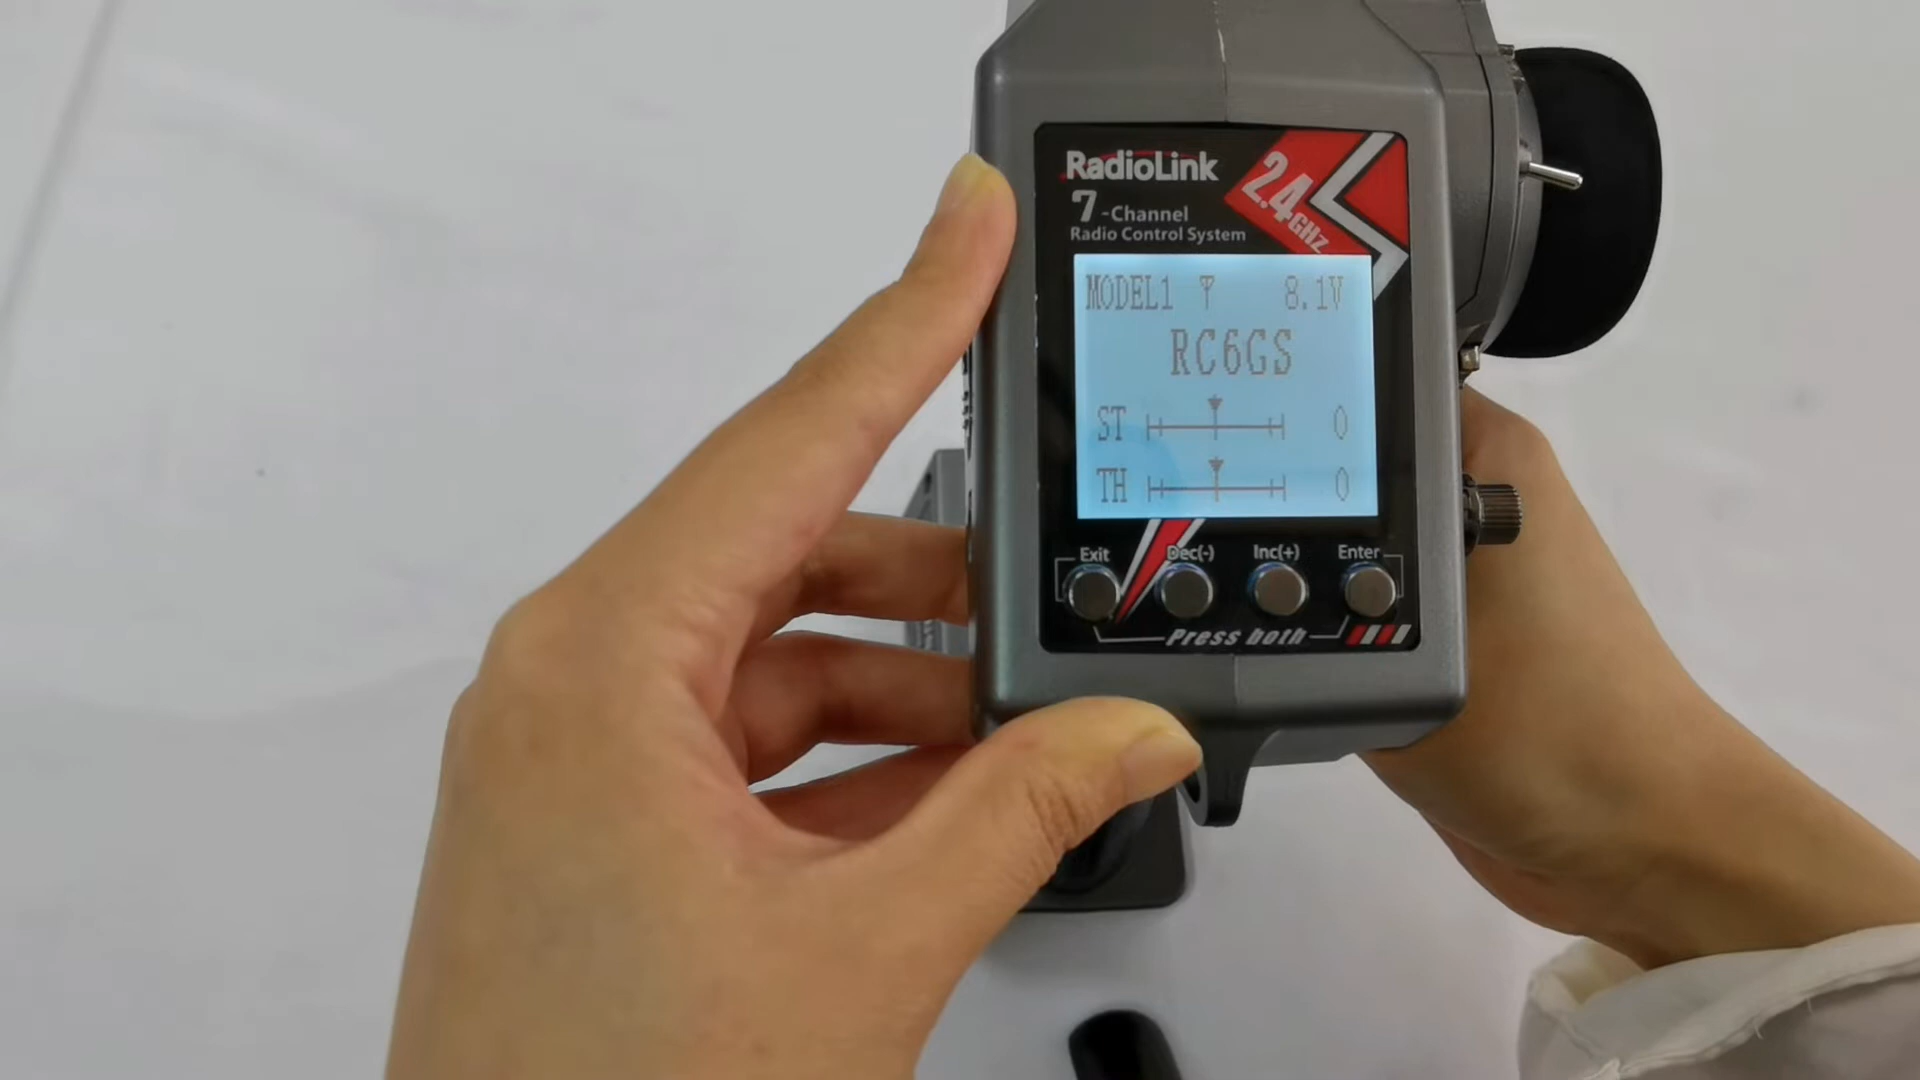 RadioLink
2.4GHz
7-Channel
Radio Control System
MODEL1 8.1V
RC6GS
ST 0
TH 0
Exit Dec(-) Inc(+) Enter
Press both